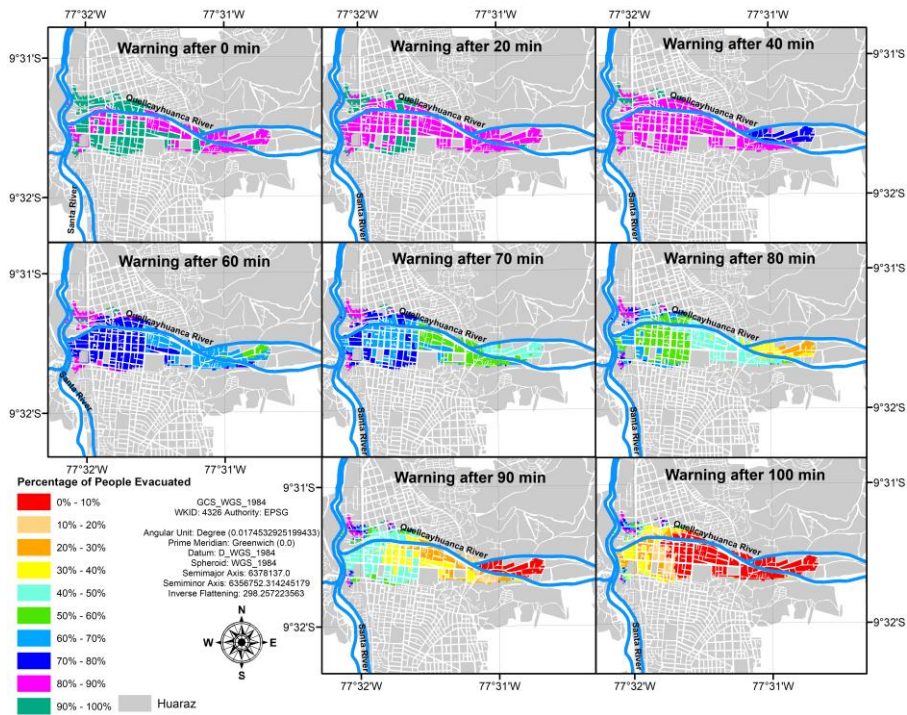 77°32'W 77°31'W 77°32'W 77°31'W 77°32'W 77°31'W
Warning after 0 min
Warning after 20 min
Warning after 40 min
9°31'S
9°31'S
Quellcayhuanca River
Quellcayhuanca River
Quellcayhuanca River
9°32'S
9°32'S
Santa River
Santa River
Santa River
Warning after 60 min
Warning after 70 min
Warning after 80 min
9°31'S
9°31'S
Quellcayhuanca River
Quellcayhuanca River
Quellcayhuanca River
9°32'S
9°32'S
Santa River
Santa River
Santa River
77°32'W 77°31'W
Warning after 90 min
Warning after 100 min
9°31'S
9°31'S
Quellcayhuanca River
Quellcayhuanca River
9°32'S
9°32'S
Santa River
Santa River
77°32'W 77°31'W 77°32'W 77°31'W
Percentage of People Evacuated
0% - 10%
10% - 20%
20% - 30%
30% - 40%
40% - 50%
50% - 60%
60% - 70%
70% - 80%
80% - 90%
90% - 100%
Huaraz
GCS_WGS_1984
WKID: 4326 Authority: EPSG
Angular Unit: Degree (0.0174532925199433)
Prime Meridian: Greenwich (0.0)
Datum: D_WGS_1984
Spheroid: WGS_1984
Semimajor Axis: 6378137.0
Semiminor Axis: 6356752.314245179
Inverse Flattening: 298.257223563
N
W E
S